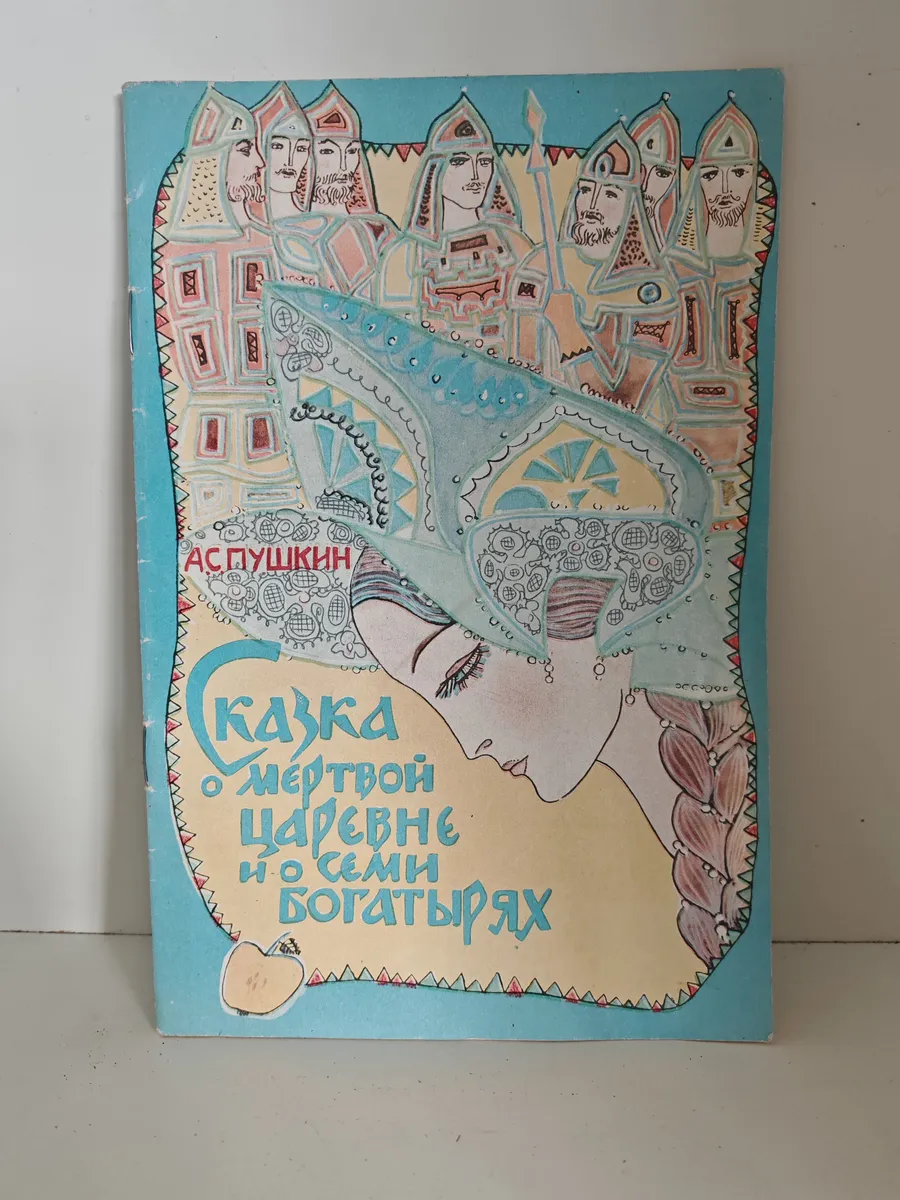 А.С.ПУШКИН
Сказка
о мертвой
царевне
и о семи
богатырях